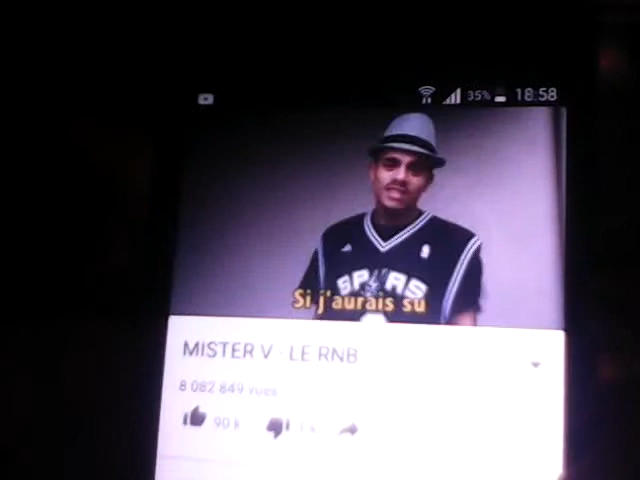 35% 18:58
SPURS
Si j'aurais su
MISTER V - LE RNB
8 082 849 vues
90 k